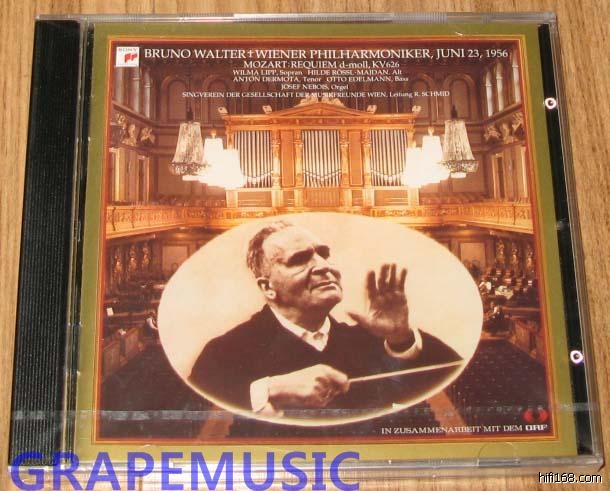 SONY
BRUNO WALTER+WIENER PHILHARMONIKER, JUNI 23, 1956
MOZART: REQUIEM d-moll, KV626
WILMA LIPP, Sopran HILDE RÖSSL-MAIDAN, Alt
ANTON DERMOTA, Tenor OTTO EDELMANN, Bass
JOSEF NEBOIS, Orgel
SINGVEREIN DER GESELLSCHAFT DER MUSIKFREUNDE WIEN, Leitung R. SCHMID
IN ZUSAMMENARBEIT MIT DEM ORF
GRAPEMUSIC
hifi168.com